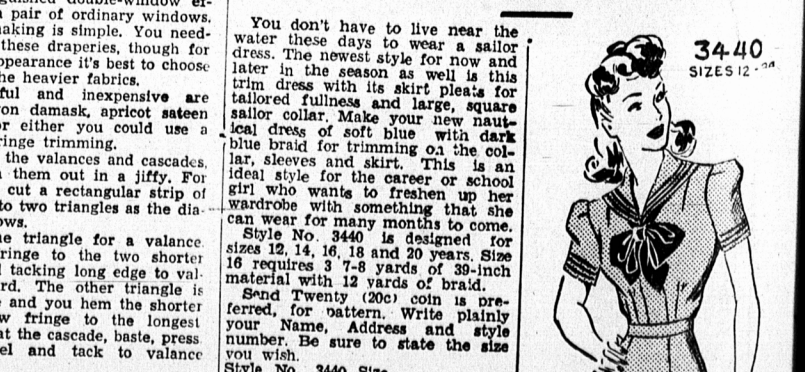 pair of ordinary windows.
making is simple. You need-
these draperies, though for
appearance it's best to choose
the heavier fabrics.
ful and inexpensive are
on damask, apricot sateen
or either you could use a
fringe trimming.
the valances and cascades,
them out in a jiffy. For
cut a rectangular strip of
to two triangles as the dia-
ows.
e triangle for a valance.
fringe to the two shorter
tacking long edge to val-
rd. The other triangle is
and you hem the shorter
w fringe to the longest
at the cascade, baste, press
el and tack to valance
You don't have to live near the
water these days to wear a sailor
dress. The newest style for now and
later in the season as well is this
trim dress with its skirt pleats for
tailored fullness and large, square
sailor collar. Make your new naut-
ical dress of soft blue with dark
blue braid for trimming on the col-
lar, sleeves and skirt. This is an
ideal style for the career or school
girl who wants to freshen up her
wardrobe with something that she
can wear for many months to come.
Style No. 3440 is designed for
sizes 12, 14, 16, 18 and 20 years. Size
16 requires 3 7-8 yards of 39-inch
material with 12 yards of braid.
Send Twenty (20c) coin is pre-
ferred, for pattern. Write plainly
your Name, Address and style
number. Be sure to state the size
you wish.
Style No. 3440 Size
3440
SIZES 12 -